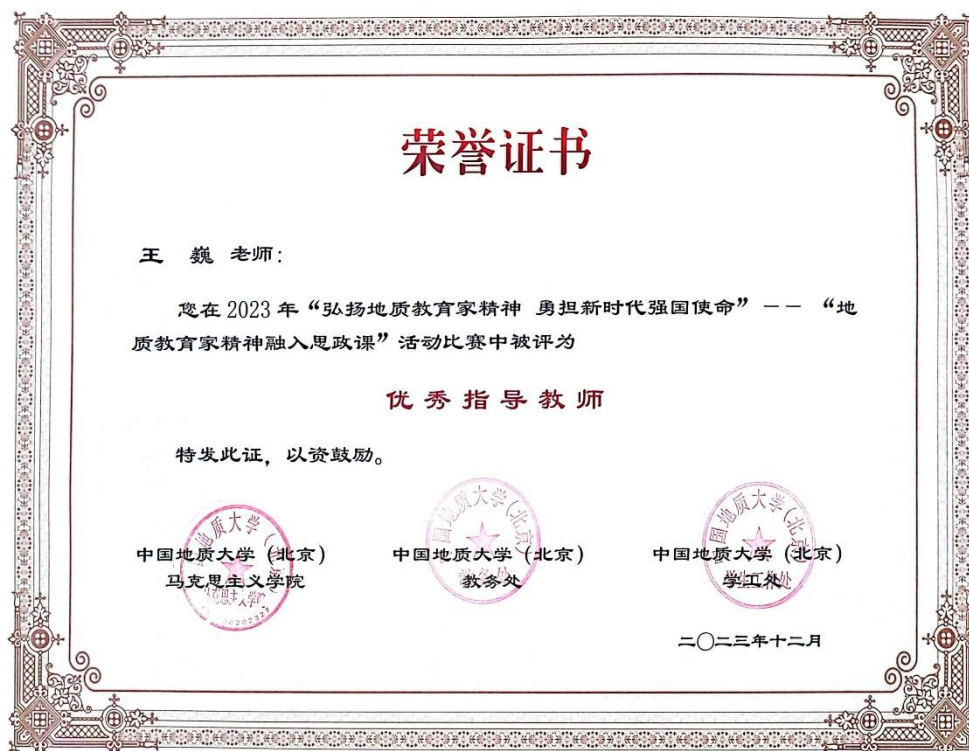 荣誉证书
王 巍 老师：
您在 2023 年“弘扬地质教育家精神 勇担新时代强国使命” —— “地
质教育家精神融入思政课”活动比赛中被评为
优秀指导教师
特发此证，以资鼓励。
中国地质大学（北京） 中国地质大学（北京） 中国地质大学（北京）
马克思主义学院 教务处 学工处
二〇二三年十二月